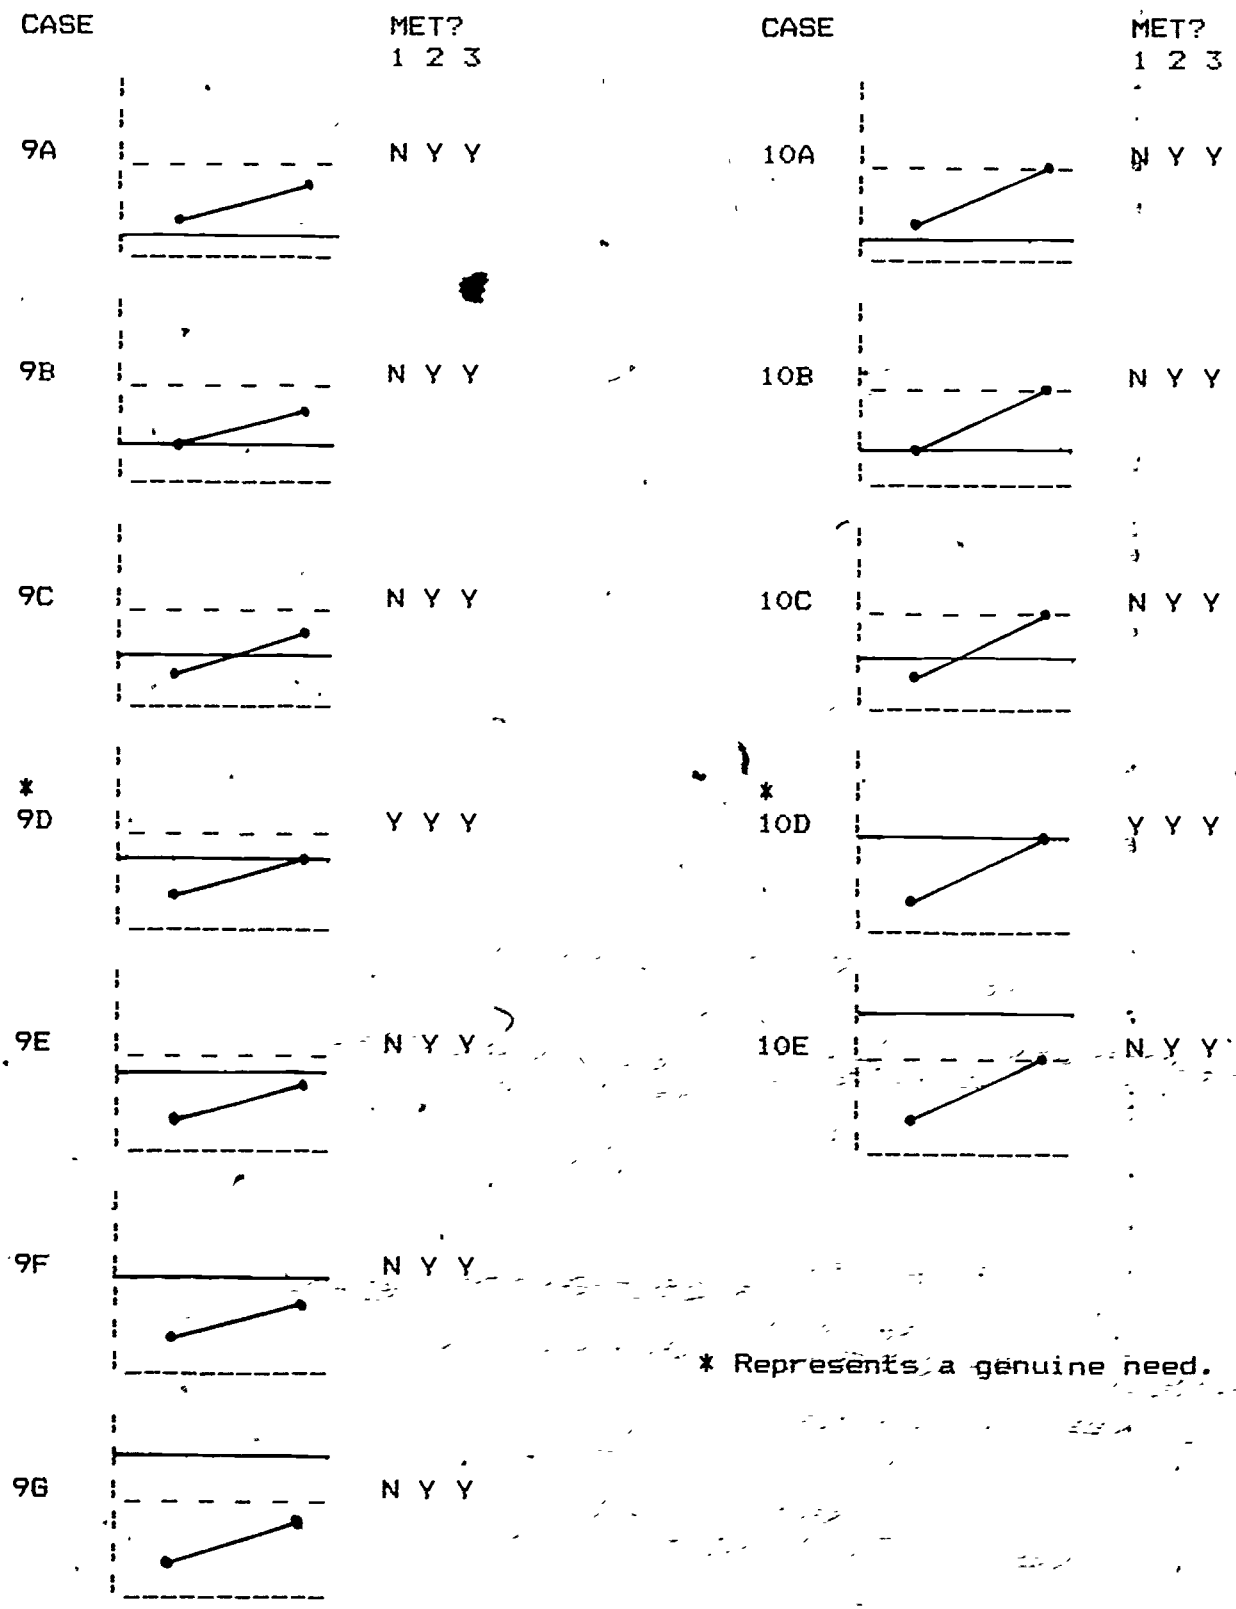 CASE MET?
1 2 3
9A N Y Y
9B N Y Y
9C N Y Y
*
9D Y Y Y
9E N Y Y
9F N Y Y
9G N Y Y
CASE MET?
1 2 3
10A N Y Y
10B N Y Y
10C N Y Y
*
10D Y Y Y
10E N Y Y
* Represents a genuine need.